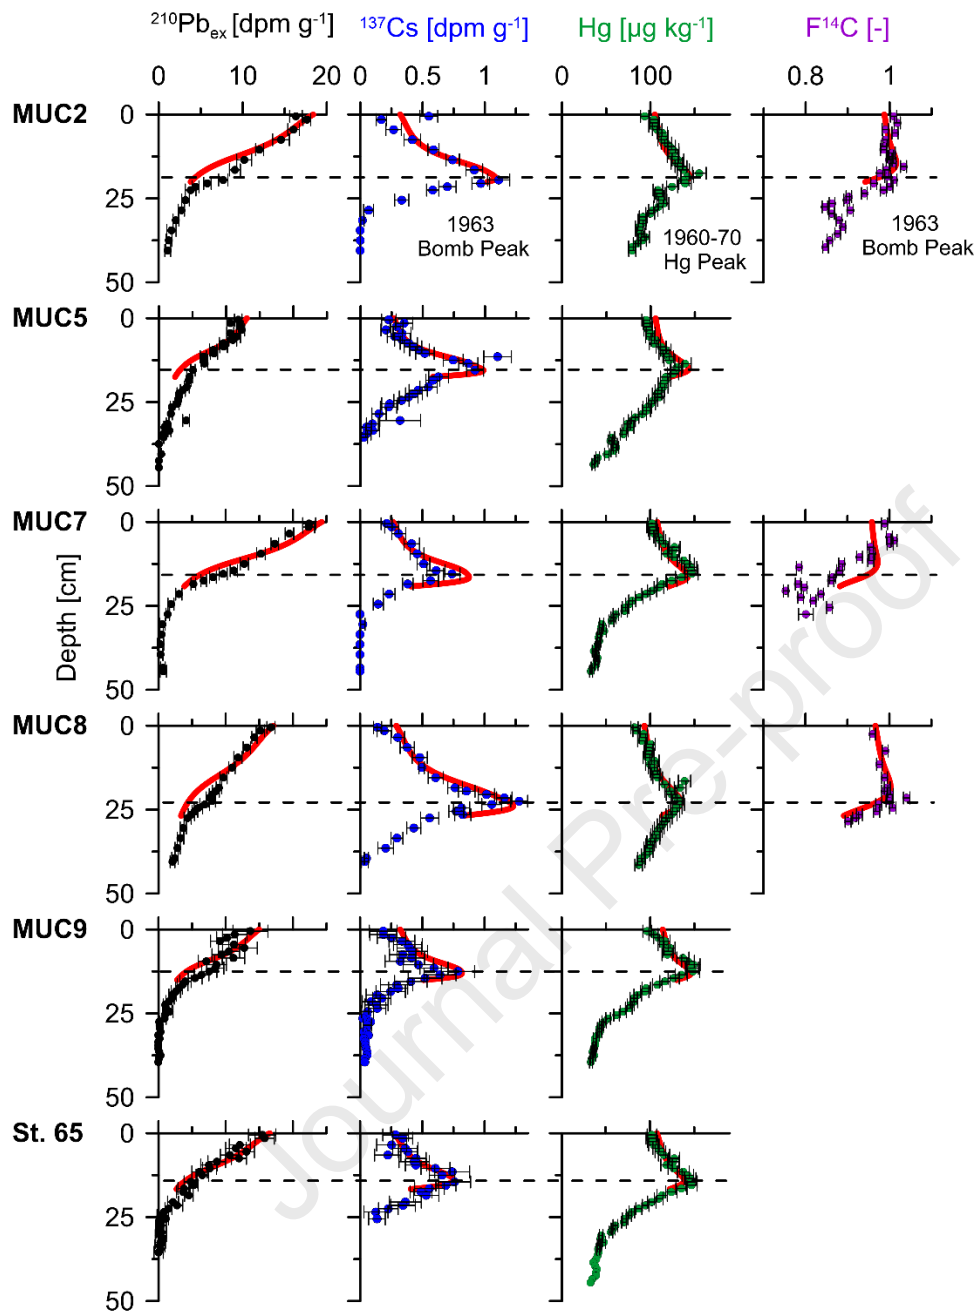 ²¹⁰Pbₑₓ [dpm g⁻¹] ¹³⁷Cs [dpm g⁻¹] Hg [µg kg⁻¹] F¹⁴C [-]
0 10 20 0 0.5 1 0 100 0.8 1
MUC2
0
25
50
1963
Bomb Peak
1960-70
Hg Peak
1963
Bomb Peak
MUC5
0
25
50
MUC7
0
25
50
Depth [cm]
MUC8
0
25
50
MUC9
0
25
50
St. 65
0
25
50
Journal Pre-proof